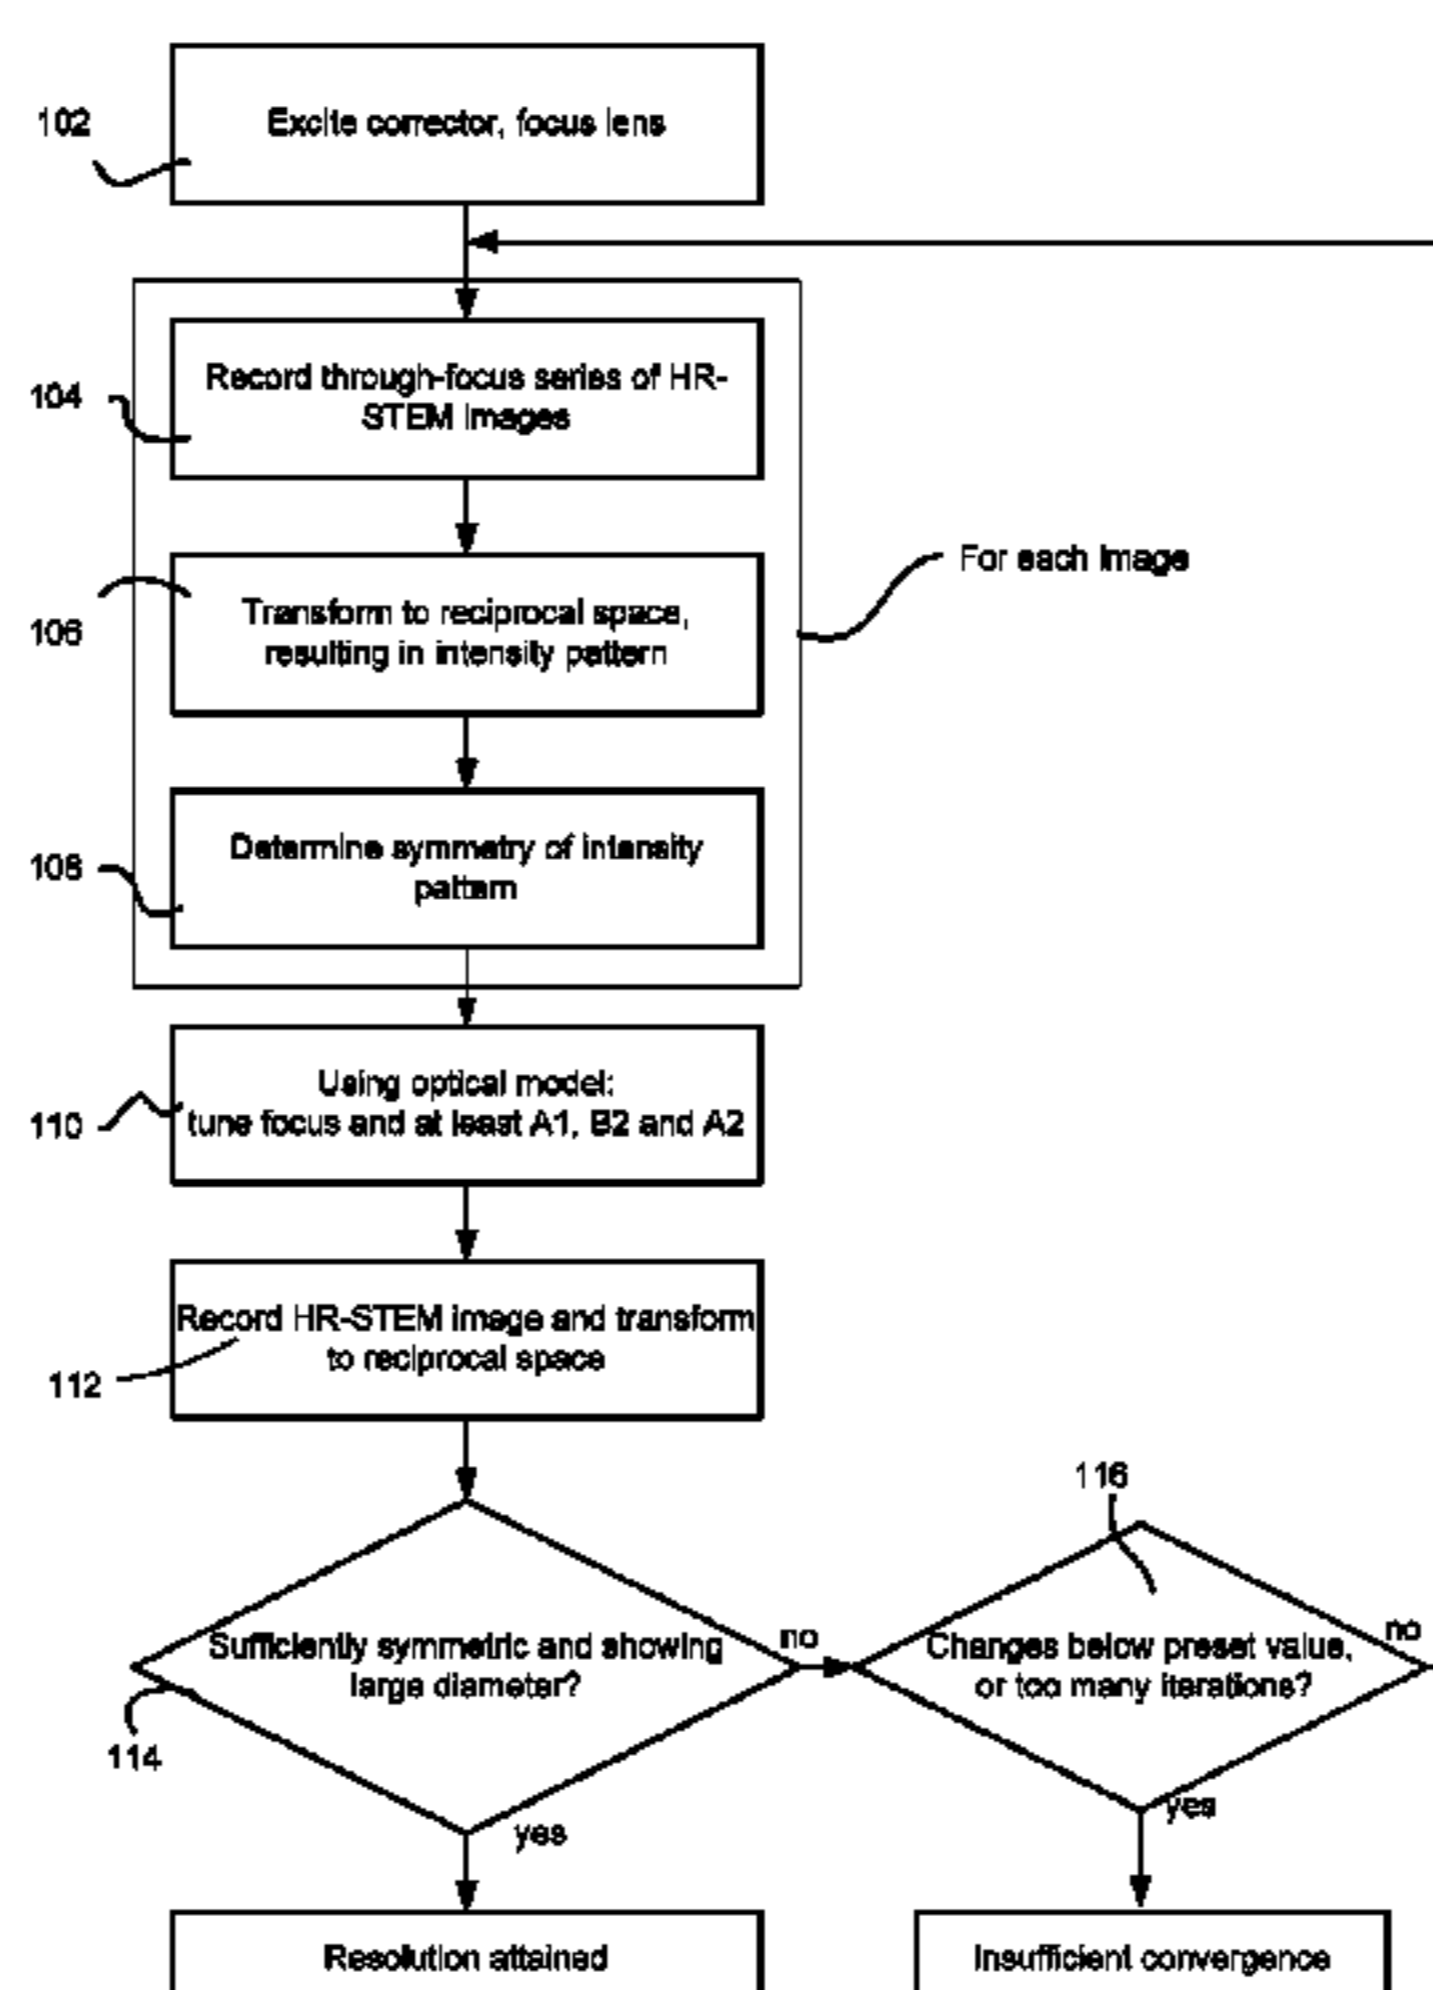 102
Excite corrector, focus lens
104
Record through-focus series of HR-
STEM images
For each image
106
Transform to reciprocal space,
resulting in intensity pattern
108
Determine symmetry of intensity
pattern
110
Using optical model:
tune focus and at least A1, B2 and A2
112
Record HR-STEM image and transform
to reciprocal space
116
114
Sufficiently symmetric and showing
large diameter?
no
Changes below preset value,
or too many iterations?
no
yes
yes
Resolution attained
Insufficient convergence